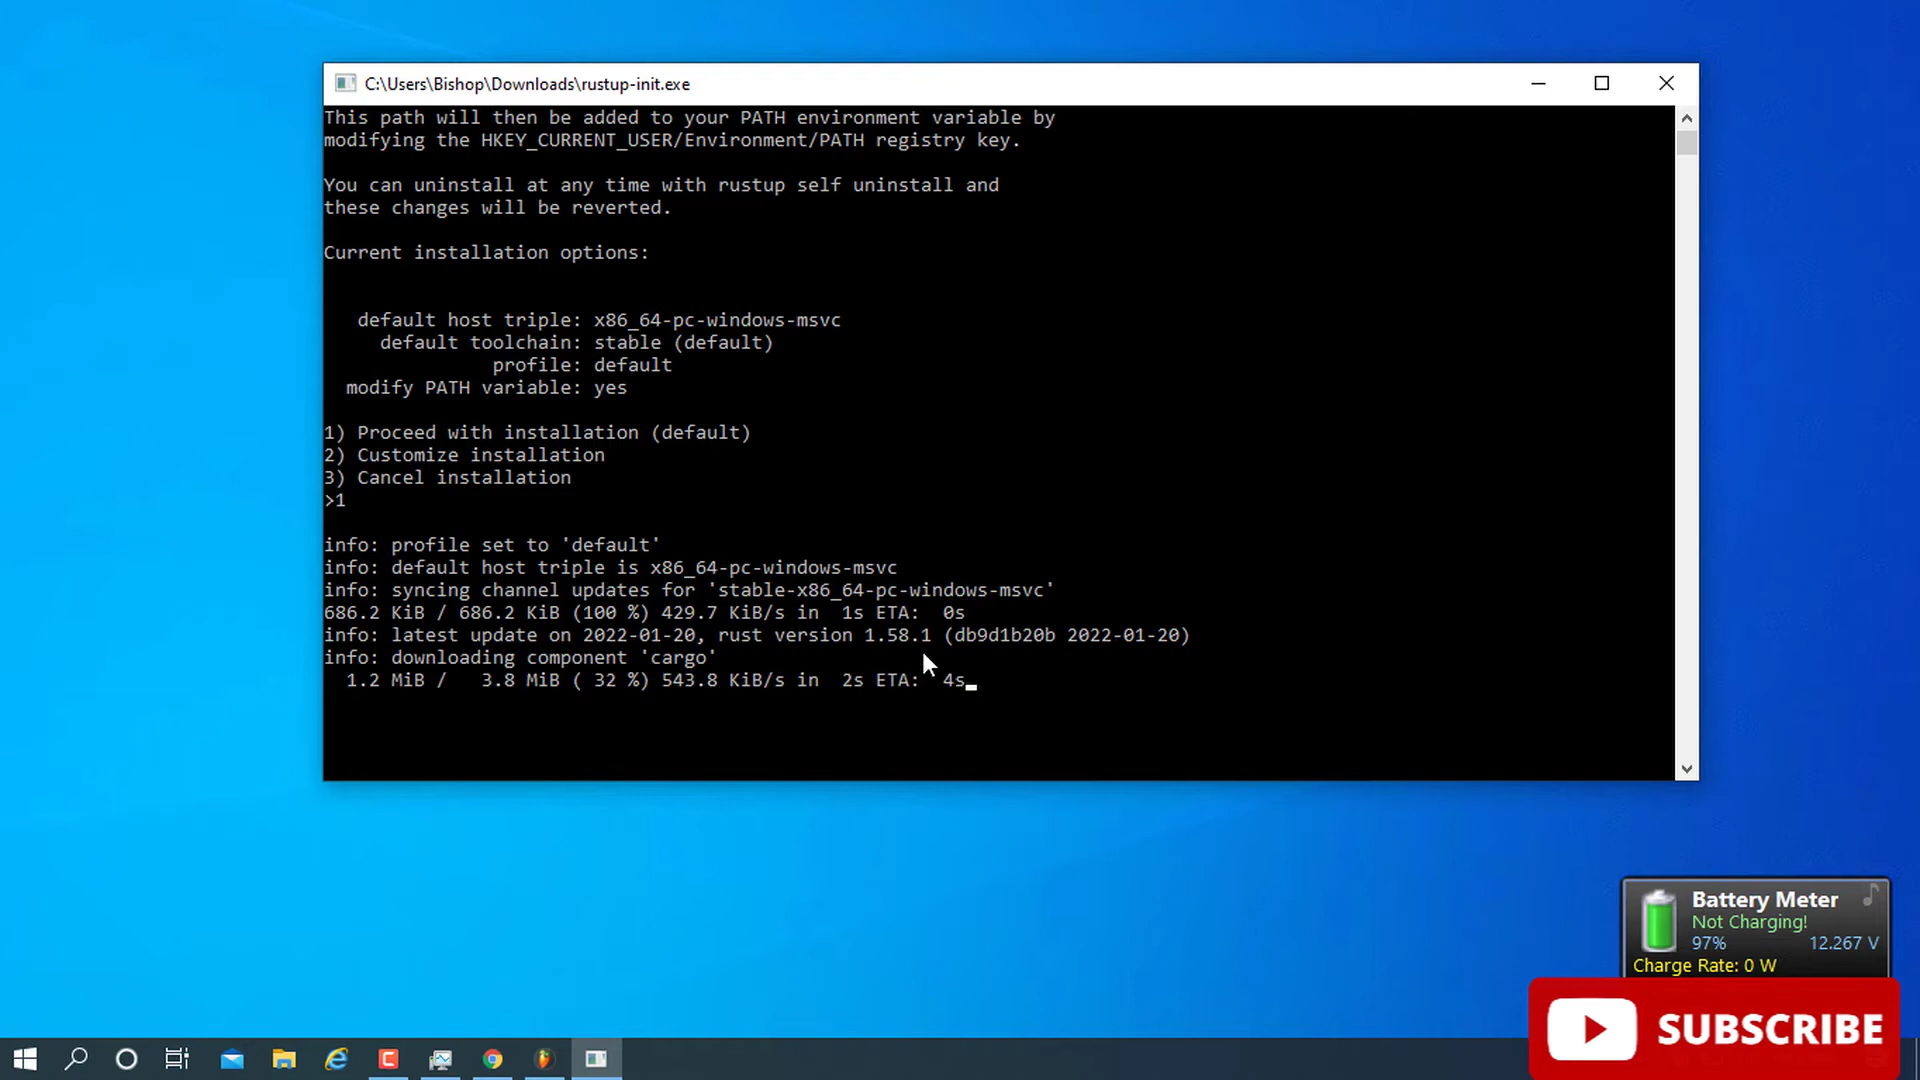 C:\Users\Bishop\Downloads\rustup-init.exe
This path will then be added to your PATH environment variable by
modifying the HKEY_CURRENT_USER/Environment/PATH registry key.
You can uninstall at any time with rustup self uninstall and
these changes will be reverted.
Current installation options:
default host triple: x86_64-pc-windows-msvc
default toolchain: stable (default)
profile: default
modify PATH variable: yes
1) Proceed with installation (default)
2) Customize installation
3) Cancel installation
>1
info: profile set to 'default'
info: default host triple is x86_64-pc-windows-msvc
info: syncing channel updates for 'stable-x86_64-pc-windows-msvc'
686.2 KiB / 686.2 KiB (100 %) 429.7 KiB/s in  1s ETA:  0s
info: latest update on 2022-01-20, rust version 1.58.1 (db9d1b20b 2022-01-20)
info: downloading component 'cargo'
1.2 MiB /   3.8 MiB ( 32 %) 543.8 KiB/s in  2s ETA:  4s
Battery Meter
Not Charging!
97% 12.267 V
Charge Rate: 0 W
SUBSCRIBE